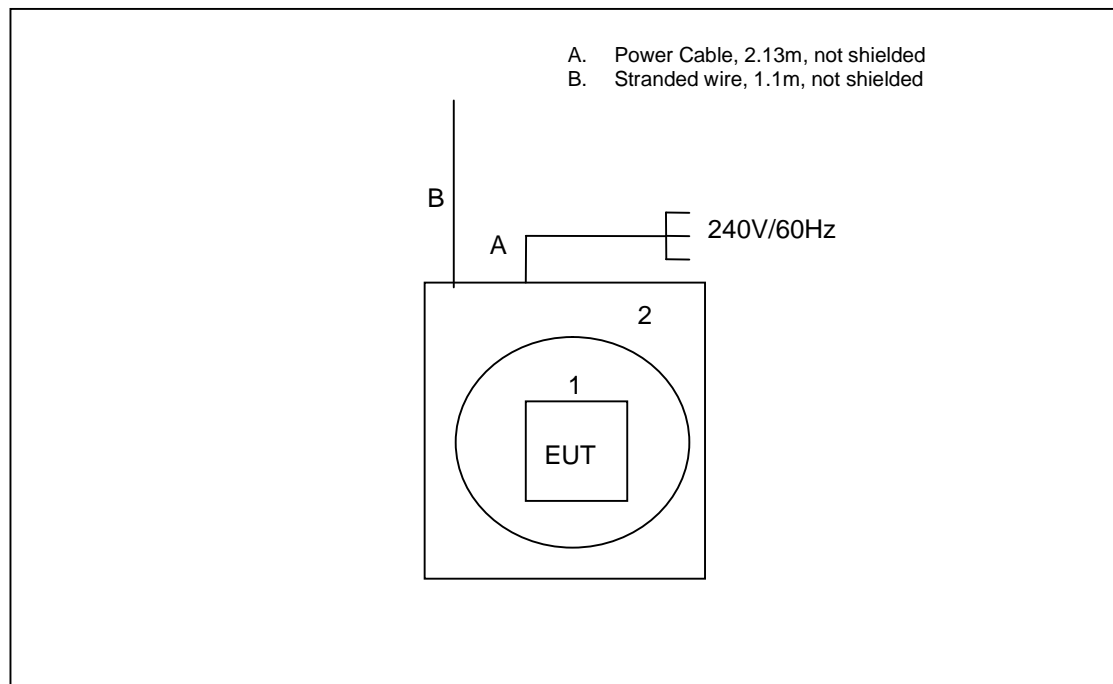 A. Power Cable, 2.13m, not shielded
B. Stranded wire, 1.1m, not shielded
B
A
240V/60Hz
2
1
EUT